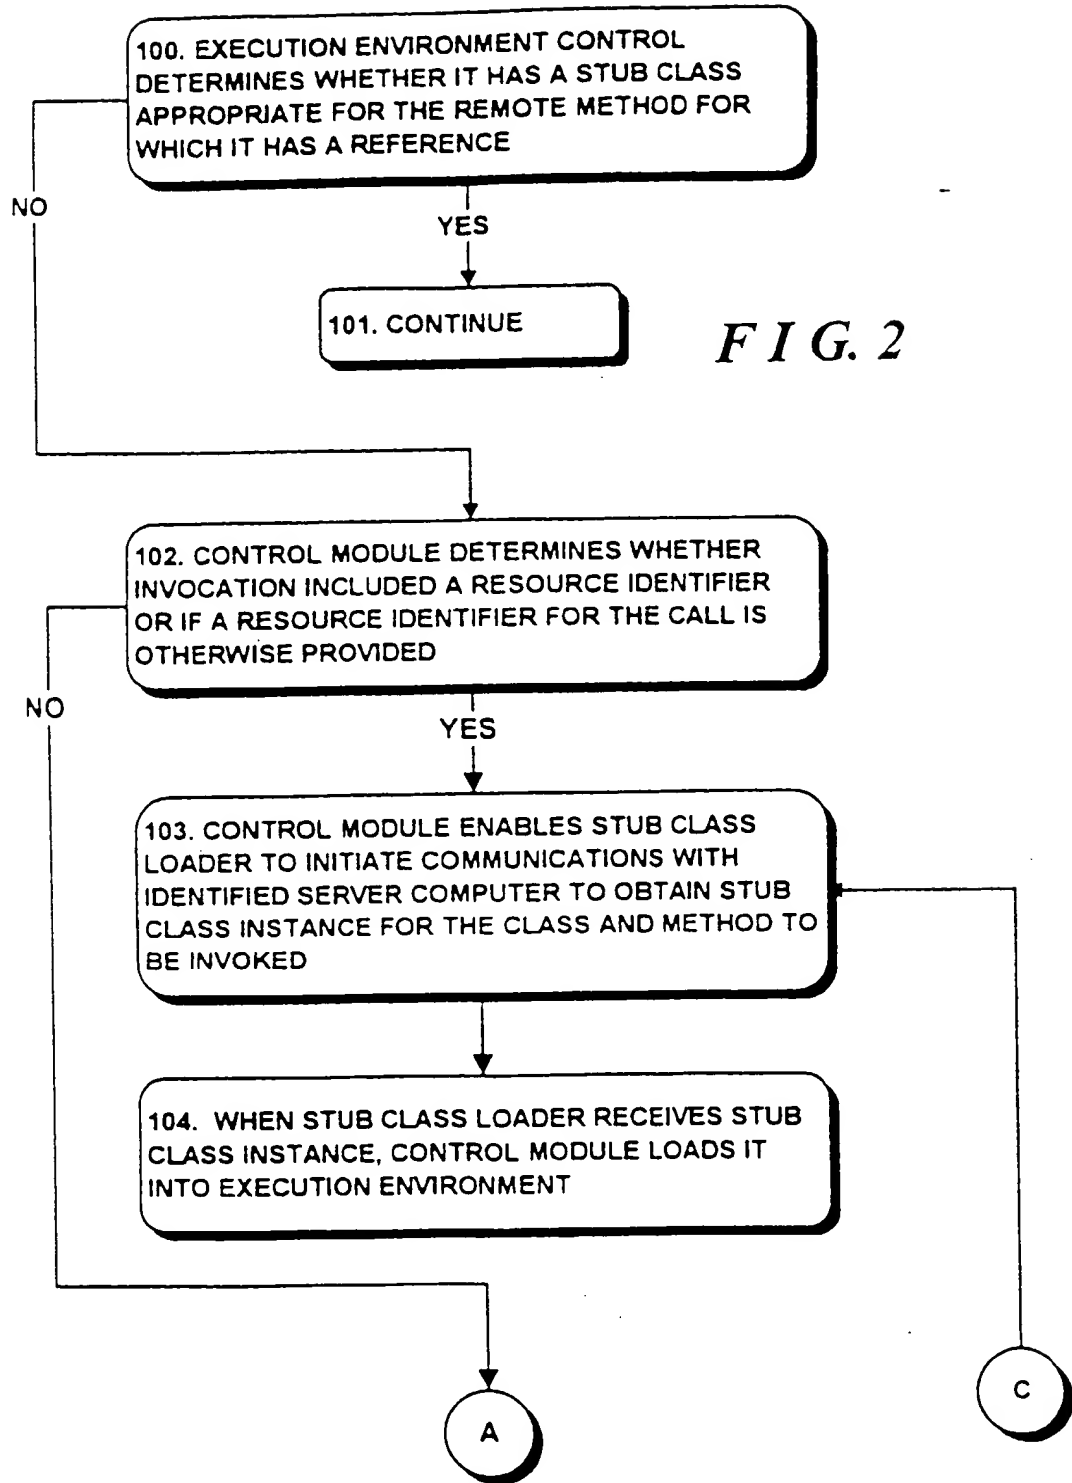 100. EXECUTION ENVIRONMENT CONTROL
DETERMINES WHETHER IT HAS A STUB CLASS
APPROPRIATE FOR THE REMOTE METHOD FOR
WHICH IT HAS A REFERENCE
NO
YES
101. CONTINUE
FIG. 2
102. CONTROL MODULE DETERMINES WHETHER
INVOCATION INCLUDED A RESOURCE IDENTIFIER
OR IF A RESOURCE IDENTIFIER FOR THE CALL IS
OTHERWISE PROVIDED
NO
YES
103. CONTROL MODULE ENABLES STUB CLASS
LOADER TO INITIATE COMMUNICATIONS WITH
IDENTIFIED SERVER COMPUTER TO OBTAIN STUB
CLASS INSTANCE FOR THE CLASS AND METHOD TO
BE INVOKED
104. WHEN STUB CLASS LOADER RECEIVES STUB
CLASS INSTANCE, CONTROL MODULE LOADS IT
INTO EXECUTION ENVIRONMENT
C
A